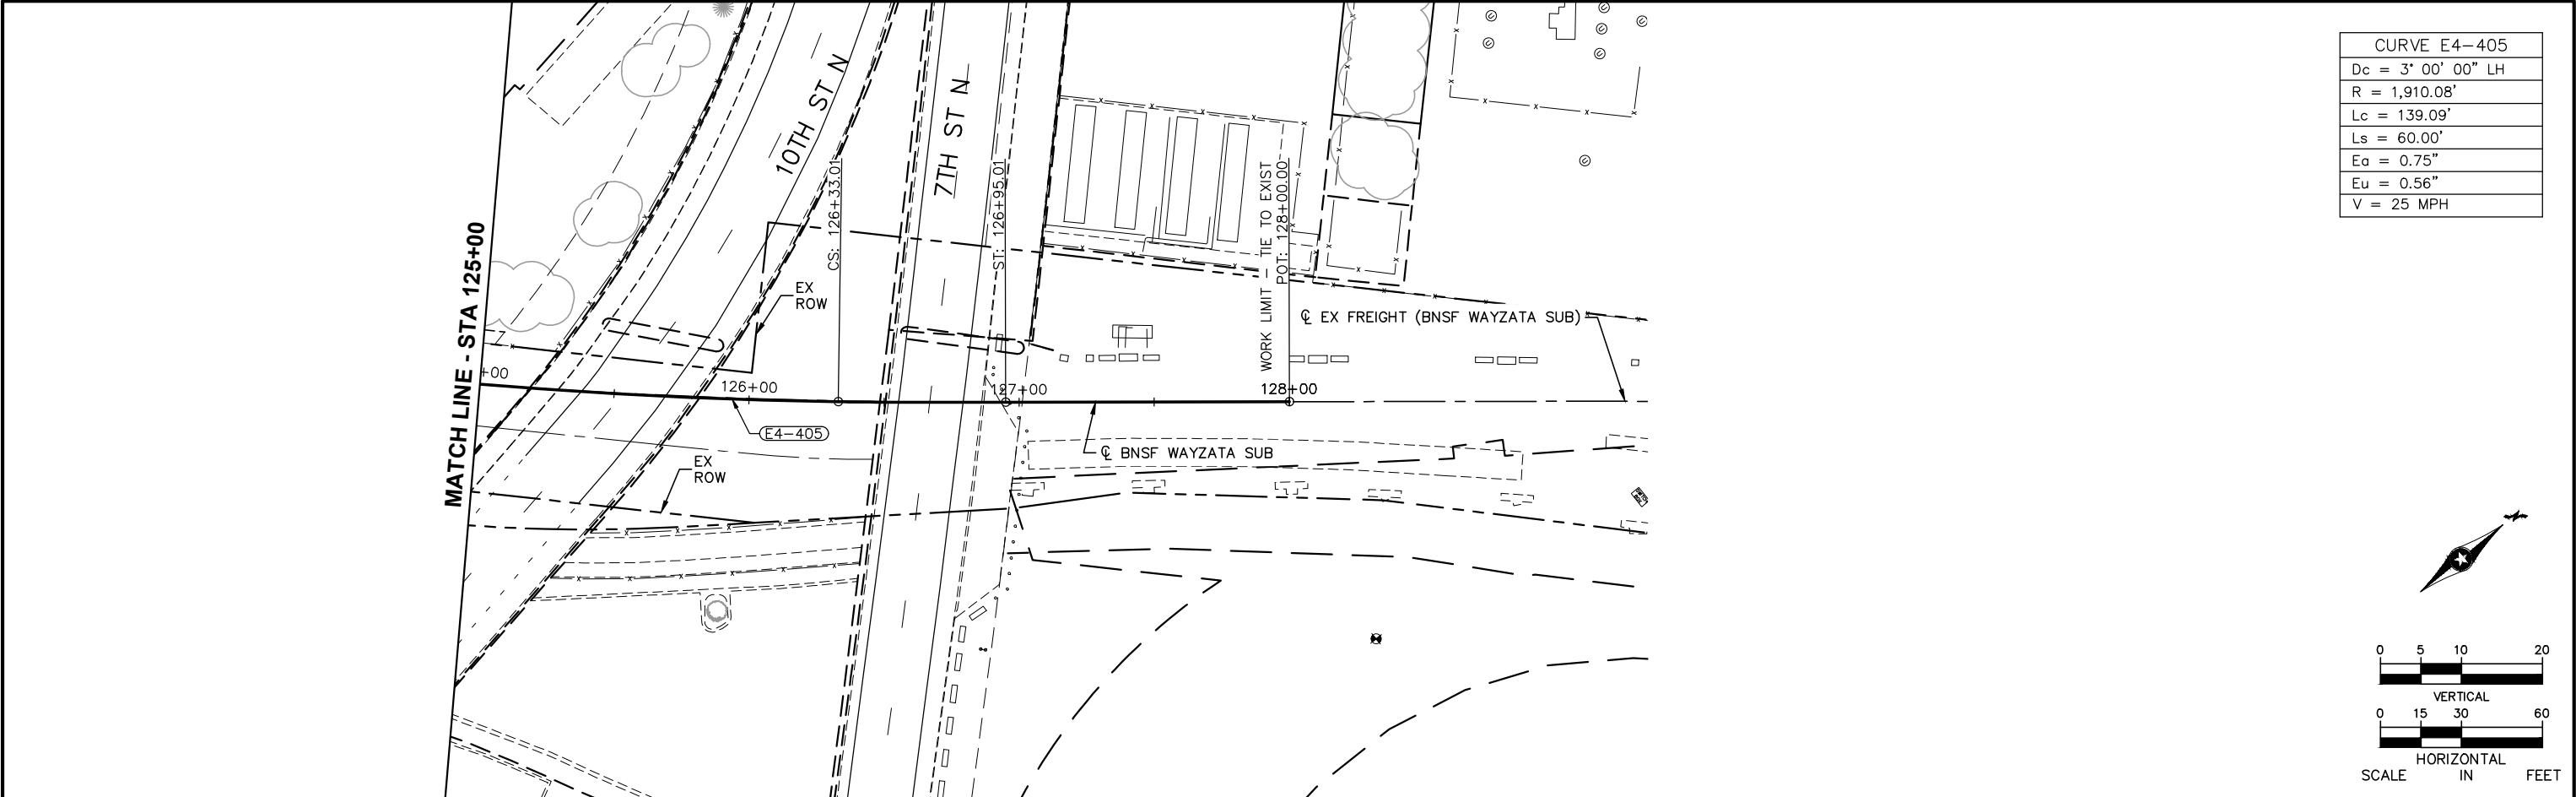 MATCH LINE - STA 125+00
+00
10TH ST N
7TH ST N
CS: 126+33.01
ST: 126+95.01
WORK LIMIT - TIE TO EXIST
POT: 128+00.00
EX
ROW
℄ EX FREIGHT (BNSF WAYZATA SUB)
126+00
127+00
128+00
E4-405
℄ BNSF WAYZATA SUB
EX
ROW
CURVE E4-405
Dc = 3° 00' 00" LH
R = 1,910.08'
Lc = 139.09'
Ls = 60.00'
Ea = 0.75"
Eu = 0.56"
V = 25 MPH
0 5 10 20
VERTICAL
0 15 30 60
HORIZONTAL
SCALE IN FEET